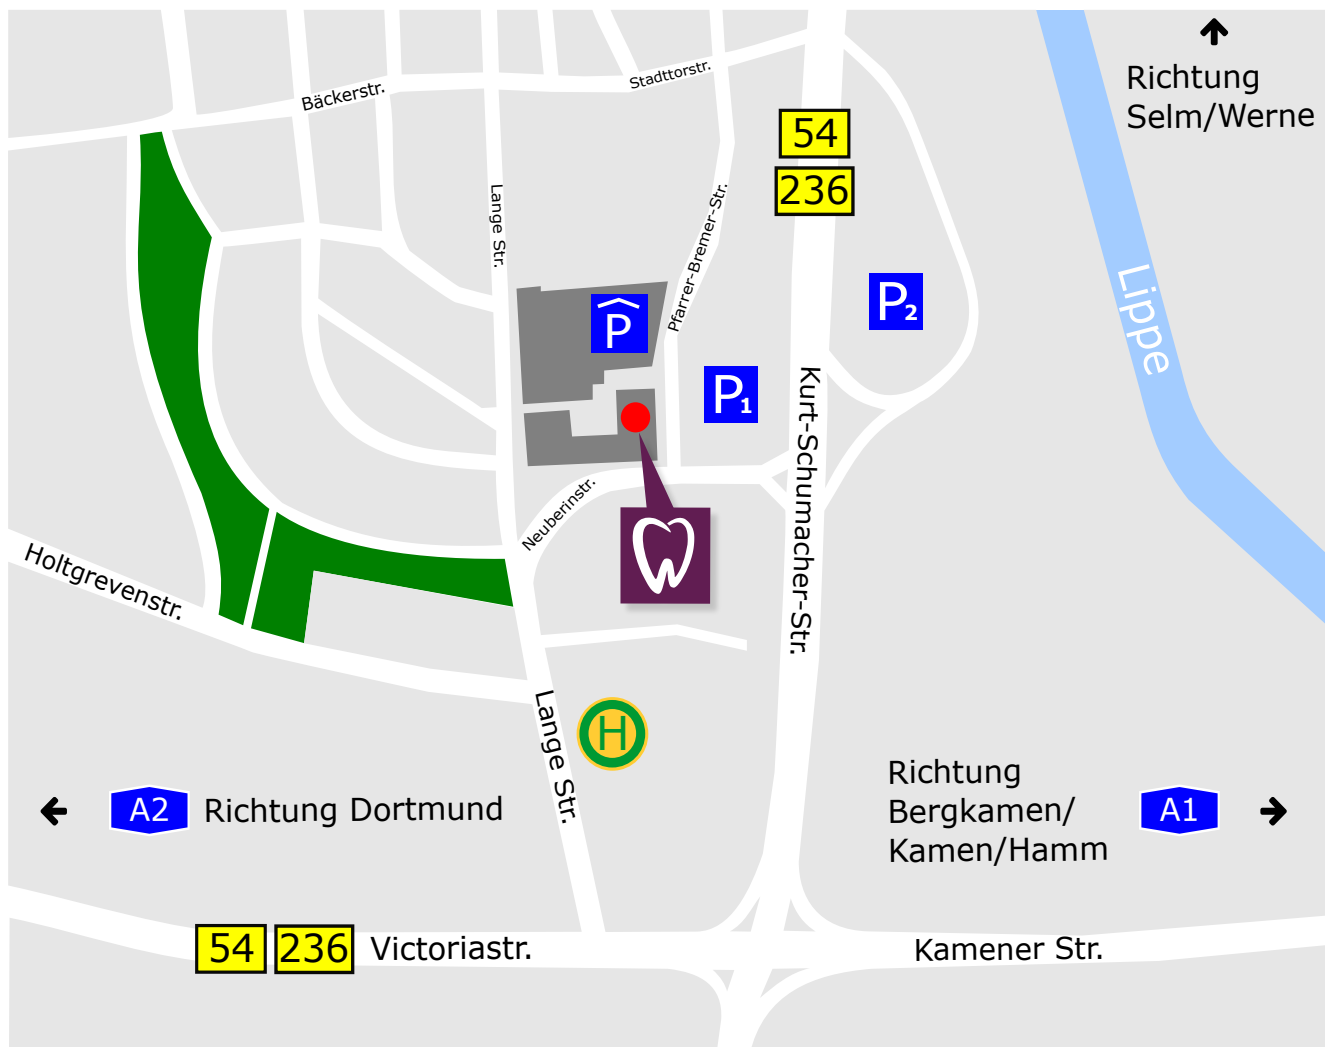 Richtung
Selm/Werne
Stadttorstr.
Bäckerstr.
54
236
Lange Str.
Pfarrer-Bremer-Str.
Lippe
P
P2
P1
Kurt-Schumacher-Str.
Neuberinstr.
Holtgrevenstr.
Lange Str.
H
A2 Richtung Dortmund
Richtung
Bergkamen/
Kamen/Hamm
A1
54 236 Victoriastr.
Kamener Str.